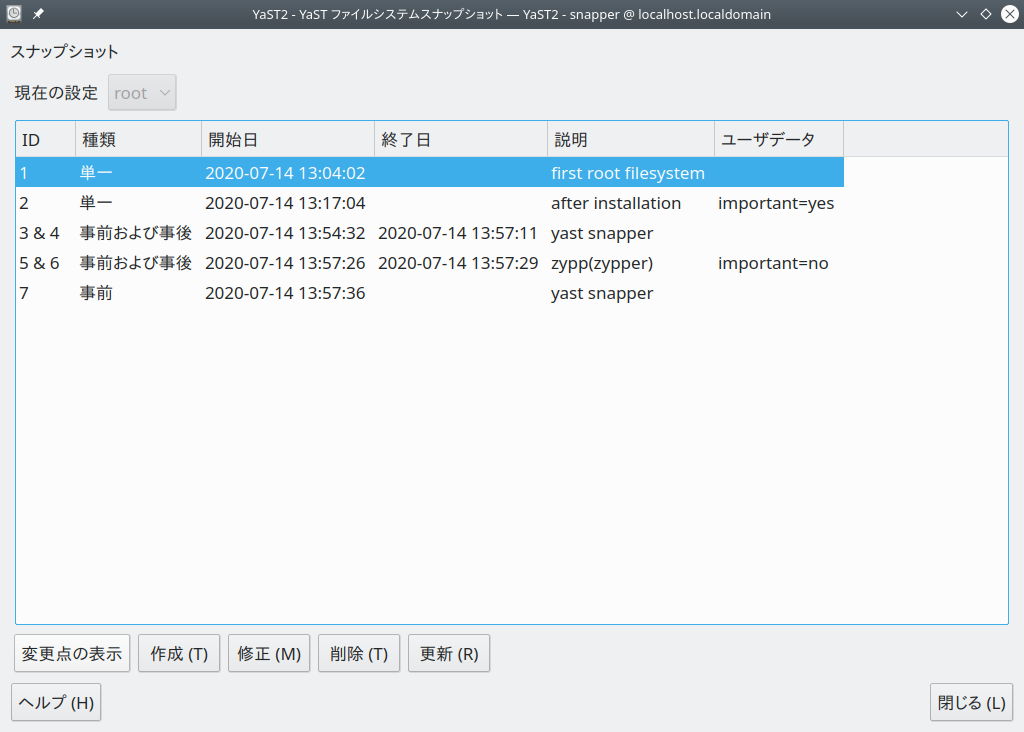 YaST2 - YaST ファイルシステムスナップショット — YaST2 - snapper @ localhost.localdomain
スナップショット
現在の設定 root
ID 種類 開始日 終了日 説明 ユーザデータ
1 単一 2020-07-14 13:04:02 first root filesystem
2 単一 2020-07-14 13:17:04 after installation important=yes
3 & 4 事前および事後 2020-07-14 13:54:32 2020-07-14 13:57:11 yast snapper
5 & 6 事前および事後 2020-07-14 13:57:26 2020-07-14 13:57:29 zypp(zypper) important=no
7 事前 2020-07-14 13:57:36 yast snapper
変更点の表示 作成 (T) 修正 (M) 削除 (T) 更新 (R)
ヘルプ (H) 閉じる (L)